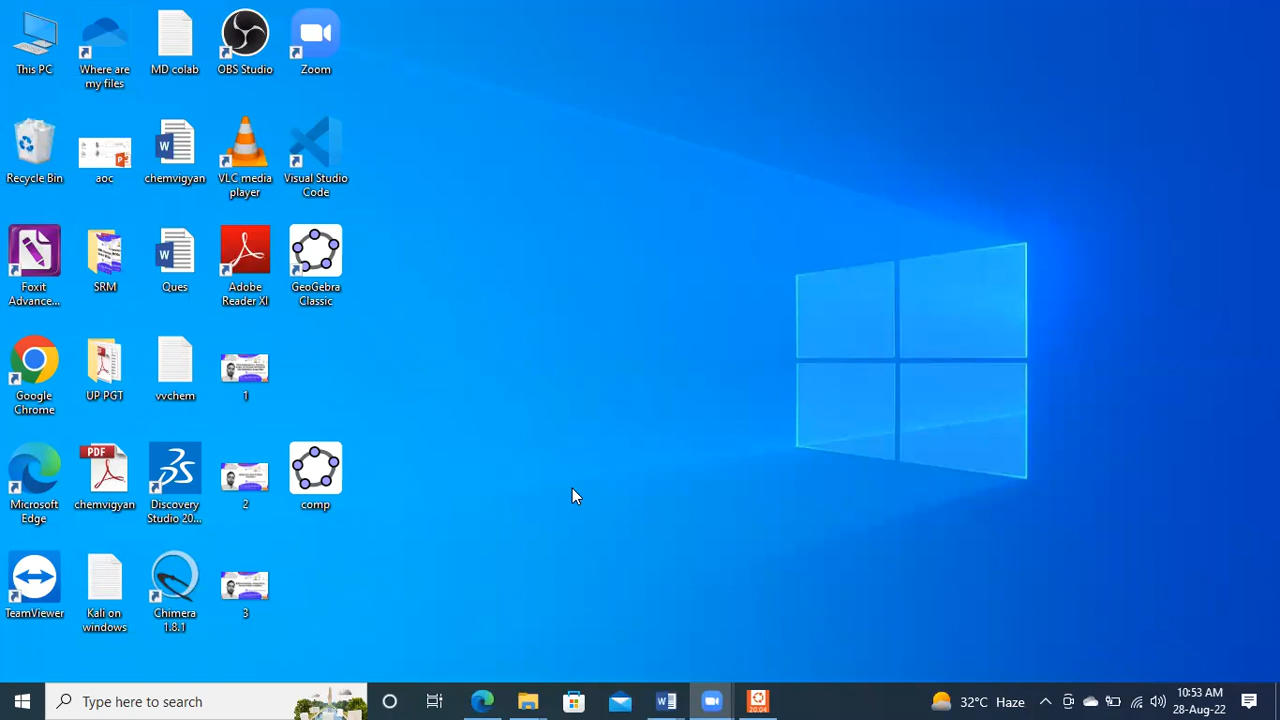 This PC
Where are
my files
MD colab
OBS Studio
Zoom
Recycle Bin
aoc
chemvigyan
VLC media
player
Visual Studio
Code
Foxit
Advance...
SRM
Ques
Adobe
Reader XI
GeoGebra
Classic
Google
Chrome
UP PGT
vvchem
1
Microsoft
Edge
PDF
chemvigyan
Discovery
Studio 20...
2
comp
TeamViewer
Kali on
windows
Chimera
1.8.1
3
Type here to search
20.04
32°C Haze
10:53 AM
28-Aug-22